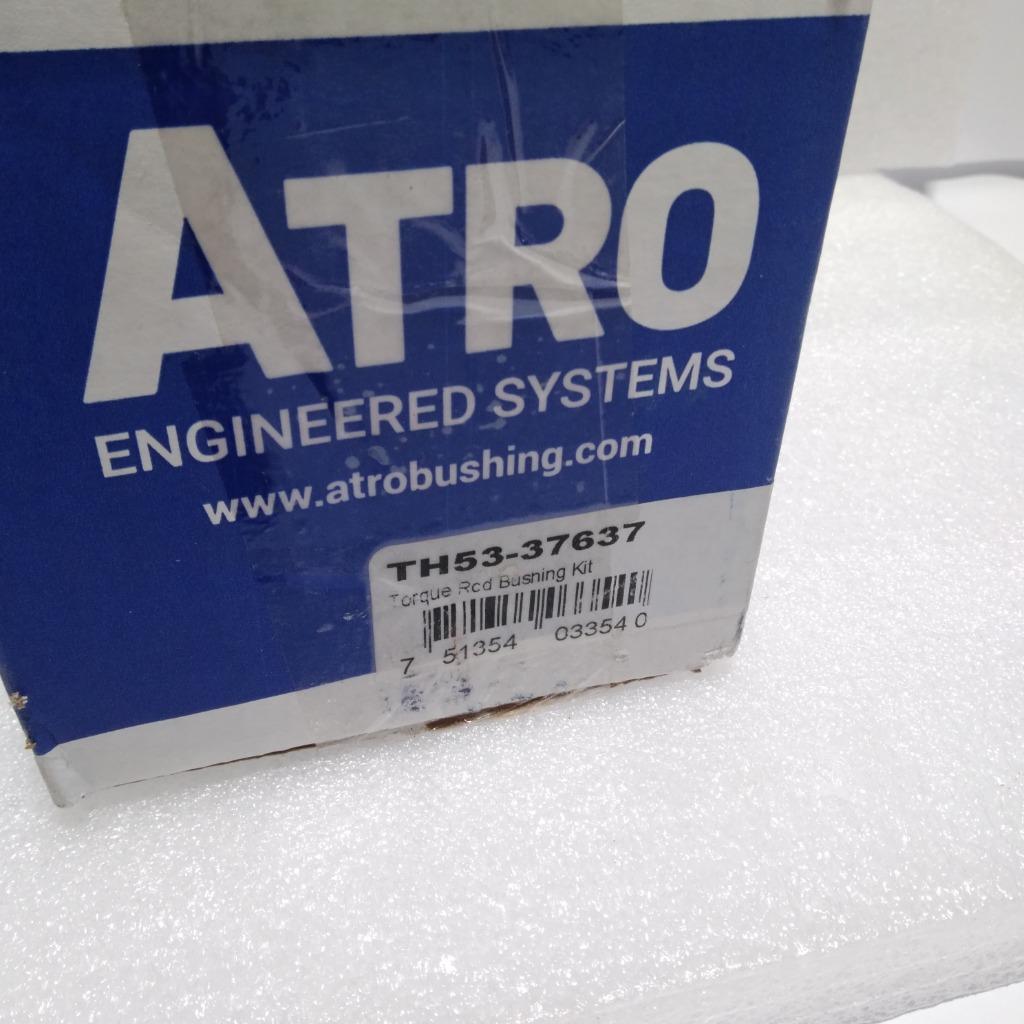 ATRO
ENGINEERED SYSTEMS
www.atrobushing.com
TH53-37637
Torque Rod Bushing Kit
7 51354 03354 0